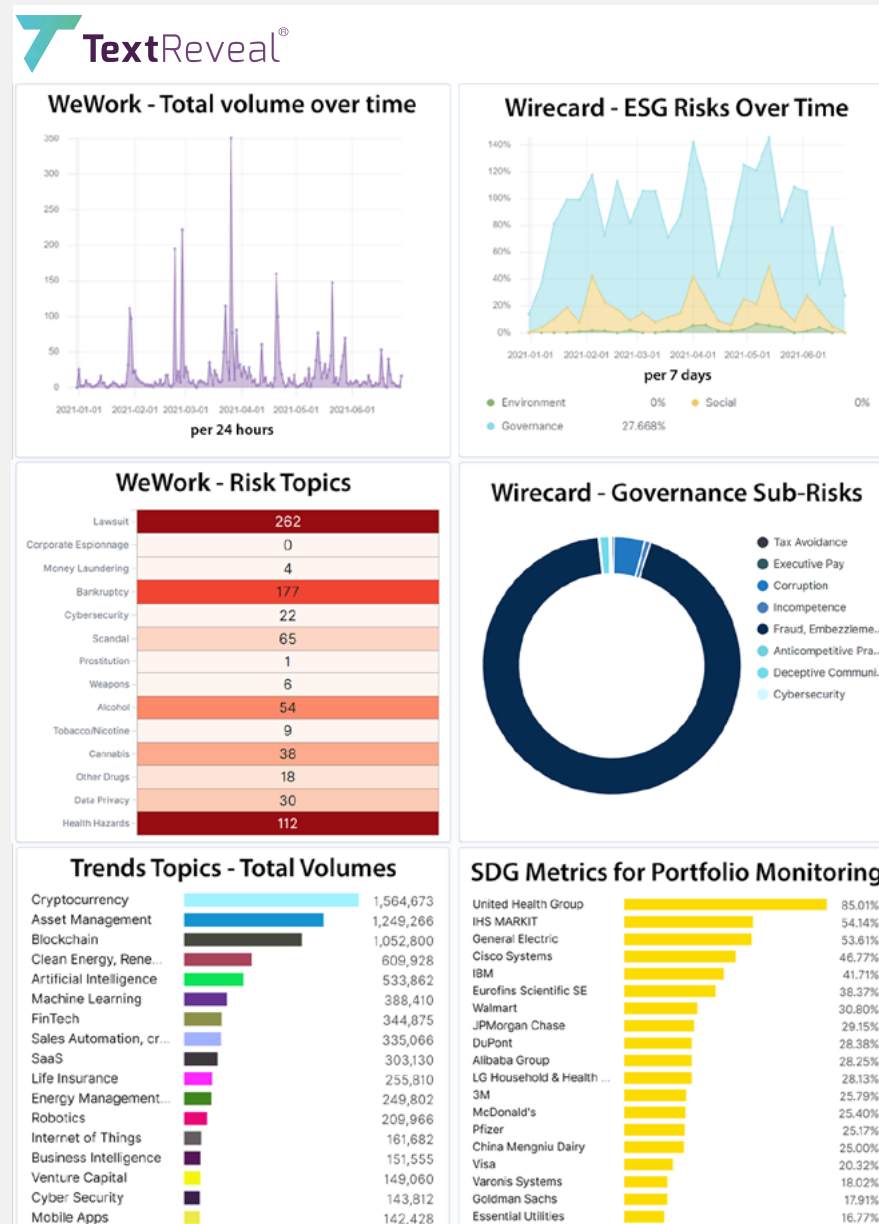 TextReveal®
WeWork - Total volume over time
350
300
250
200
150
100
50
0
2021-01-01 2021-02-01 2021-03-01 2021-04-01 2021-05-01 2021-06-01
per 24 hours
Wirecard - ESG Risks Over Time
140%
120%
100%
80%
60%
40%
20%
0%
2021-01-01 2021-02-01 2021-03-01 2021-04-01 2021-05-01 2021-06-01
per 7 days
Environment 0% Social 0%
Governance 27.668%
WeWork - Risk Topics
Lawsuit 262
Corporate Espionnage 0
Money Laundering 4
Bankruptcy 177
Cybersecurity 22
Scandal 65
Prostitution 1
Weapons 6
Alcohol 54
Tobacco/Nicotine 9
Cannabis 38
Other Drugs 18
Data Privacy 30
Health Hazards 112
Wirecard - Governance Sub-Risks
Tax Avoidance
Executive Pay
Corruption
Incompetence
Fraud, Embezzleme...
Anticompetitive Pra...
Deceptive Communi...
Cybersecurity
Trends Topics - Total Volumes
Cryptocurrency 1,564,673
Asset Management 1,249,266
Blockchain 1,052,800
Clean Energy, Rene... 609,928
Artificial Intelligence 533,862
Machine Learning 388,410
FinTech 344,875
Sales Automation, cr... 335,066
SaaS 303,130
Life Insurance 255,810
Energy Management... 249,802
Robotics 209,966
Internet of Things 161,682
Business Intelligence 151,555
Venture Capital 149,060
Cyber Security 143,812
Mobile Apps 142,428
SDG Metrics for Portfolio Monitoring
United Health Group 85.01%
IHS MARKIT 54.14%
General Electric 53.61%
Cisco Systems 46.77%
IBM 41.71%
Eurofins Scientific SE 38.37%
Walmart 30.80%
JPMorgan Chase 29.15%
DuPont 28.38%
Alibaba Group 28.25%
LG Household & Health ... 28.13%
3M 25.79%
McDonald's 25.40%
Pfizer 25.17%
China Mengniu Dairy 25.00%
Visa 20.32%
Varonis Systems 18.02%
Goldman Sachs 17.91%
Essential Utilities 16.77%